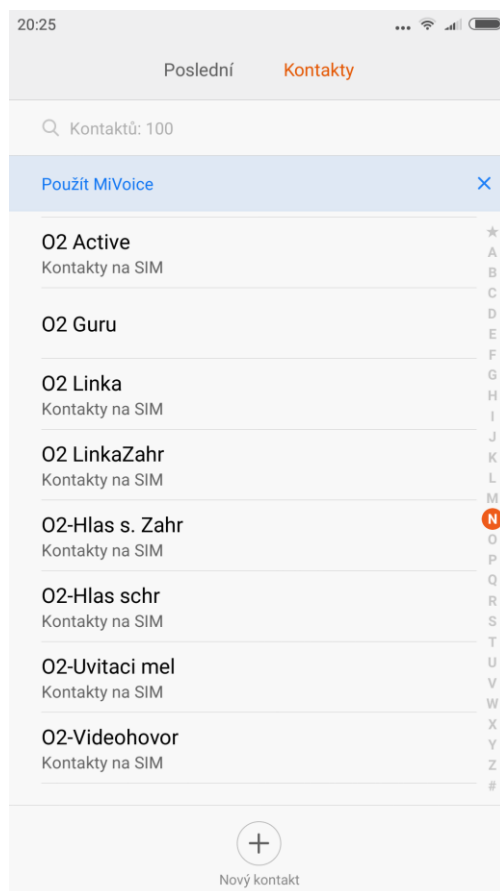 20:25
Poslední Kontakty
Kontaktů: 100
Použít MiVoice
O2 Active
Kontakty na SIM
O2 Guru
O2 Linka
Kontakty na SIM
O2 LinkaZahr
Kontakty na SIM
O2-Hlas s. Zahr
Kontakty na SIM
O2-Hlas schr
Kontakty na SIM
O2-Uvitaci mel
Kontakty na SIM
O2-Videohovor
Kontakty na SIM
A
B
C
D
E
F
G
H
I
J
K
L
M
N
O
P
Q
R
S
T
U
V
W
X
Y
Z
#
Nový kontakt